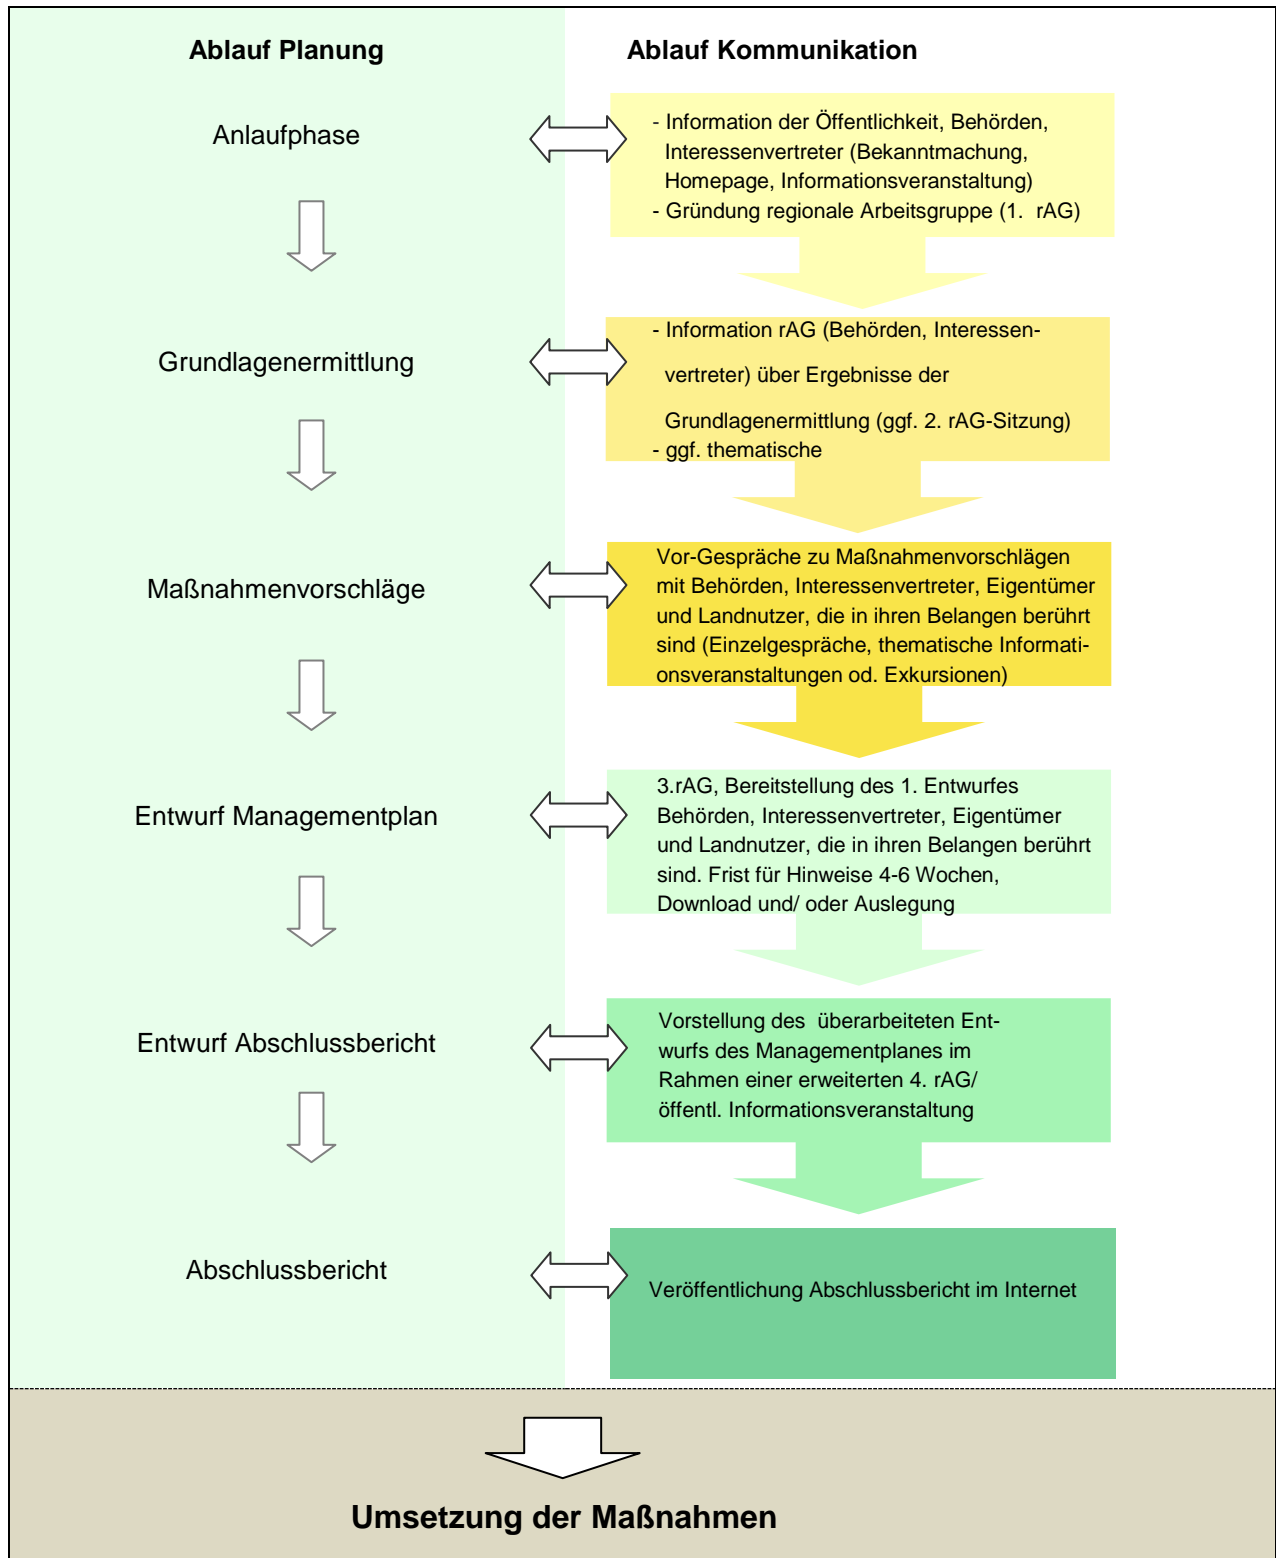 Ablauf Planung
Ablauf Kommunikation
Anlaufphase
- Information der Öffentlichkeit, Behörden,
Interessenvertreter (Bekanntmachung,
Homepage, Informationsveranstaltung)
- Gründung regionale Arbeitsgruppe (1. rAG)
Grundlagenermittlung
- Information rAG (Behörden, Interessen-
vertreter) über Ergebnisse der
Grundlagenermittlung (ggf. 2. rAG-Sitzung)
- ggf. thematische
Maßnahmenvorschläge
Vor-Gespräche zu Maßnahmenvorschlägen
mit Behörden, Interessenvertreter, Eigentümer
und Landnutzer, die in ihren Belangen berührt
sind (Einzelgespräche, thematische Informati-
onsveranstaltungen od. Exkursionen)
Entwurf Managementplan
3.rAG, Bereitstellung des 1. Entwurfes
Behörden, Interessenvertreter, Eigentümer
und Landnutzer, die in ihren Belangen berührt
sind. Frist für Hinweise 4-6 Wochen,
Download und/ oder Auslegung
Entwurf Abschlussbericht
Vorstellung des überarbeiteten Ent-
wurfs des Managementplanes im
Rahmen einer erweiterten 4. rAG/
öffentl. Informationsveranstaltung
Abschlussbericht
Veröffentlichung Abschlussbericht im Internet
Umsetzung der Maßnahmen